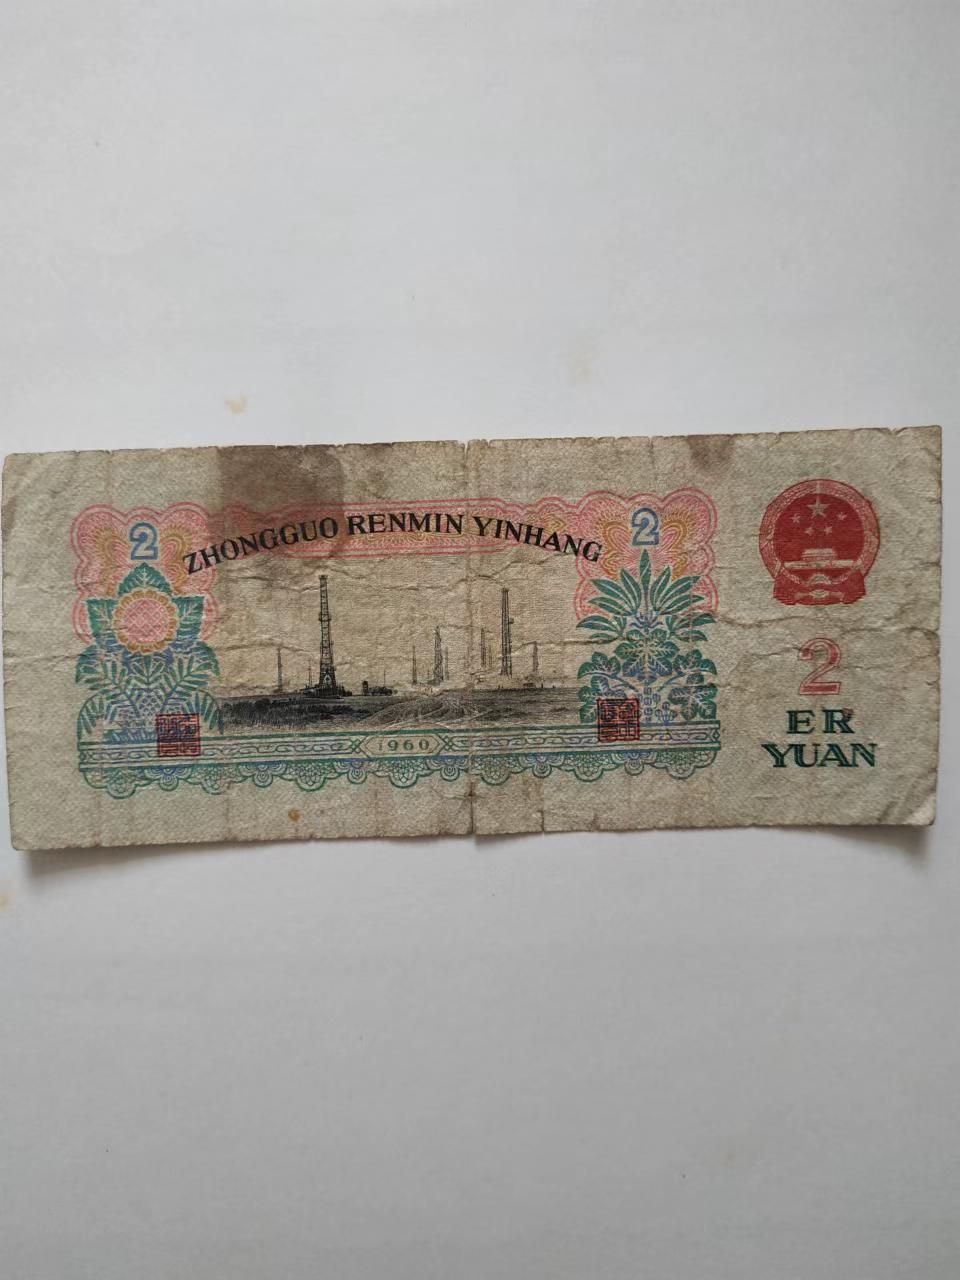 2
2
ZHONGGUO RENMIN YINHANG
2
ER
YUAN
1960